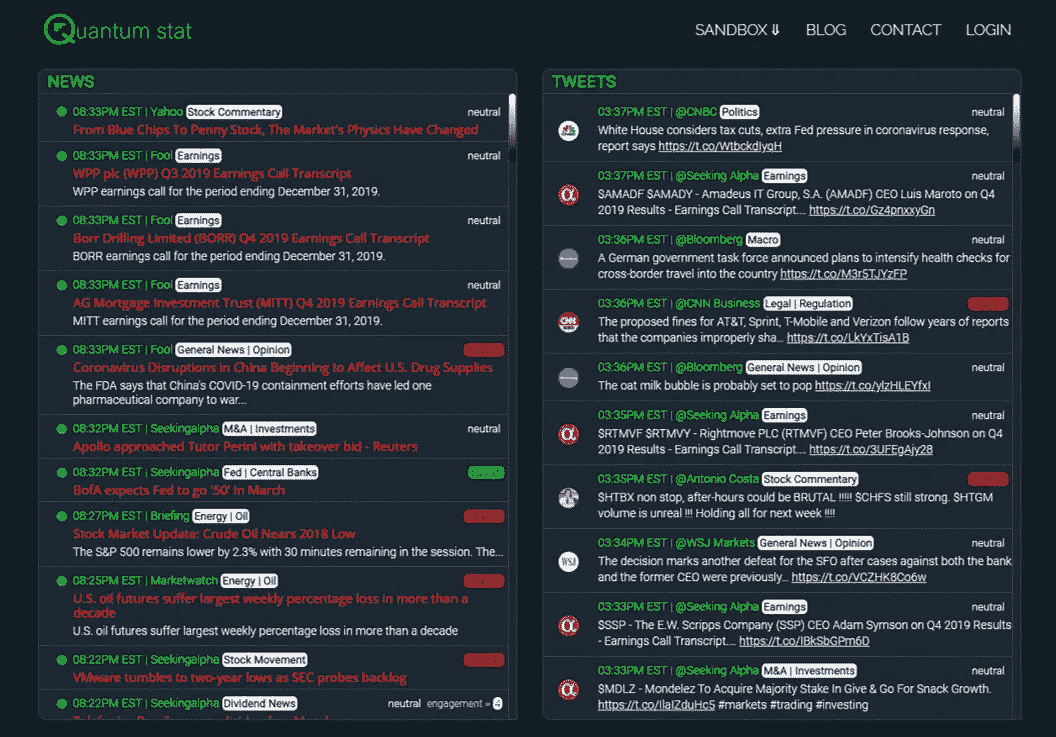 Quantum stat
SANDBOX ⇓ BLOG CONTACT LOGIN
NEWS
08:33PM EST | Yahoo Stock Commentary neutral
From Blue Chips To Penny Stock, The Market's Physics Have Changed
08:33PM EST | Fool Earnings neutral
WPP plc (WPP) Q3 2019 Earnings Call Transcript
WPP earnings call for the period ending December 31, 2019.
08:33PM EST | Fool Earnings neutral
Borr Drilling Limited (BORR) Q4 2019 Earnings Call Transcript
BORR earnings call for the period ending December 31, 2019.
08:33PM EST | Fool Earnings neutral
AG Mortgage Investment Trust (MITT) Q4 2019 Earnings Call Transcript
MITT earnings call for the period ending December 31, 2019.
08:33PM EST | Fool General News | Opinion
Coronavirus Disruptions in China Beginning to Affect U.S. Drug Supplies
The FDA says that China's COVID-19 containment efforts have led one
pharmaceutical company to war...
08:32PM EST | Seekingalpha M&A | Investments neutral
Apollo approached Tutor Perini with takeover bid - Reuters
08:32PM EST | Seekingalpha Fed | Central Banks
BofA expects Fed to go '50' in March
08:27PM EST | Briefing Energy | Oil
Stock Market Update: Crude Oil Nears 2018 Low
The S&P 500 remains lower by 2.3% with 30 minutes remaining in the session. The...
08:25PM EST | Marketwatch Energy | Oil
U.S. oil futures suffer largest weekly percentage loss in more than a
decade
U.S. oil futures suffer largest weekly percentage loss in more than a decade
08:22PM EST | Seekingalpha Stock Movement
VMware tumbles to two-year lows as SEC probes backlog
08:22PM EST | Seekingalpha Dividend News neutral engagement = 4
TWEETS
03:37PM EST | @CNBC Politics neutral
White House considers tax cuts, extra Fed pressure in coronavirus response,
report says https://t.co/WtbckdIyqH
03:37PM EST | @Seeking Alpha Earnings neutral
$AMADF $AMADY - Amadeus IT Group, S.A. (AMADF) CEO Luis Maroto on Q4
2019 Results - Earnings Call Transcript.... https://t.co/Gz4pnxxyGn
03:36PM EST | @Bloomberg Macro neutral
A German government task force announced plans to intensify health checks for
cross-border travel into the country https://t.co/M3r5TJYzFP
03:36PM EST | @CNN Business Legal | Regulation
The proposed fines for AT&T, Sprint, T-Mobile and Verizon follow years of reports
that the companies improperly sha... https://t.co/LkYxTisA1B
03:36PM EST | @Bloomberg General News | Opinion neutral
The oat milk bubble is probably set to pop https://t.co/ylzHLEYfxI
03:35PM EST | @Seeking Alpha Earnings neutral
$RTMVF $RTMVY - Rightmove PLC (RTMVF) CEO Peter Brooks-Johnson on Q4
2019 Results - Earnings Call Transcript.... https://t.co/3UFEgAjy28
03:35PM EST | @Antonio Costa Stock Commentary
$HTBX non stop, after-hours could be BRUTAL !!!!! $CHFS still strong. $HTGM
volume is unreal !!! Holding all for next week !!!!
03:34PM EST | @WSJ Markets General News | Opinion neutral
The decision marks another defeat for the SFO after cases against both the bank
and the former CEO were previously... https://t.co/VCZHK8Co6w
03:33PM EST | @Seeking Alpha Earnings neutral
$SSP - The E.W. Scripps Company (SSP) CEO Adam Symson on Q4 2019 Results
- Earnings Call Transcript.... https://t.co/IBkSbGPm6D
03:33PM EST | @Seeking Alpha M&A | Investments neutral
$MDLZ - Mondelez To Acquire Majority Stake In Give & Go For Snack Growth.
https://t.co/IlaIZduHc5 #markets #trading #investing